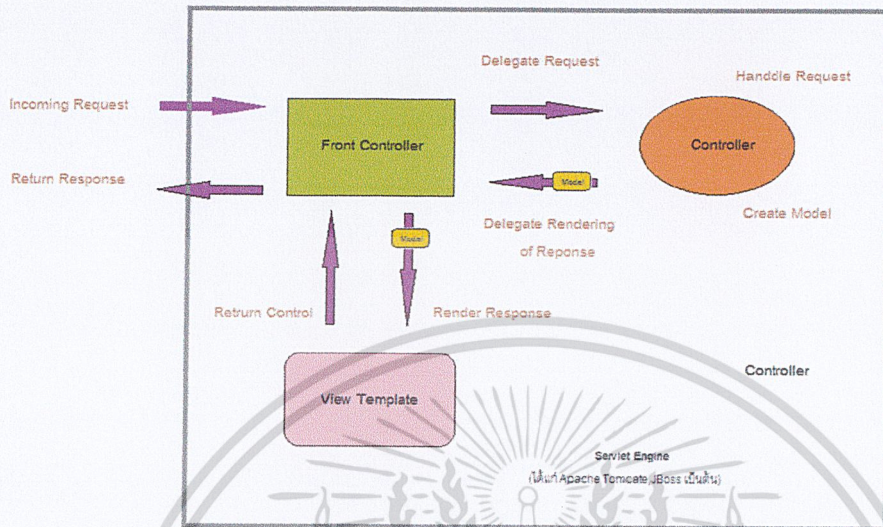 Delegate Request
Handdle Request
Incoming Request
Front Controller
Controller
Return Response
Model
Create Model
Delegate Rendering
of Reponse
Model
Retrurn Control
Render Response
Controller
View Template
Servlet Engine
(ได้แก่ Apache Tomcate,JBoss เป็นต้น)